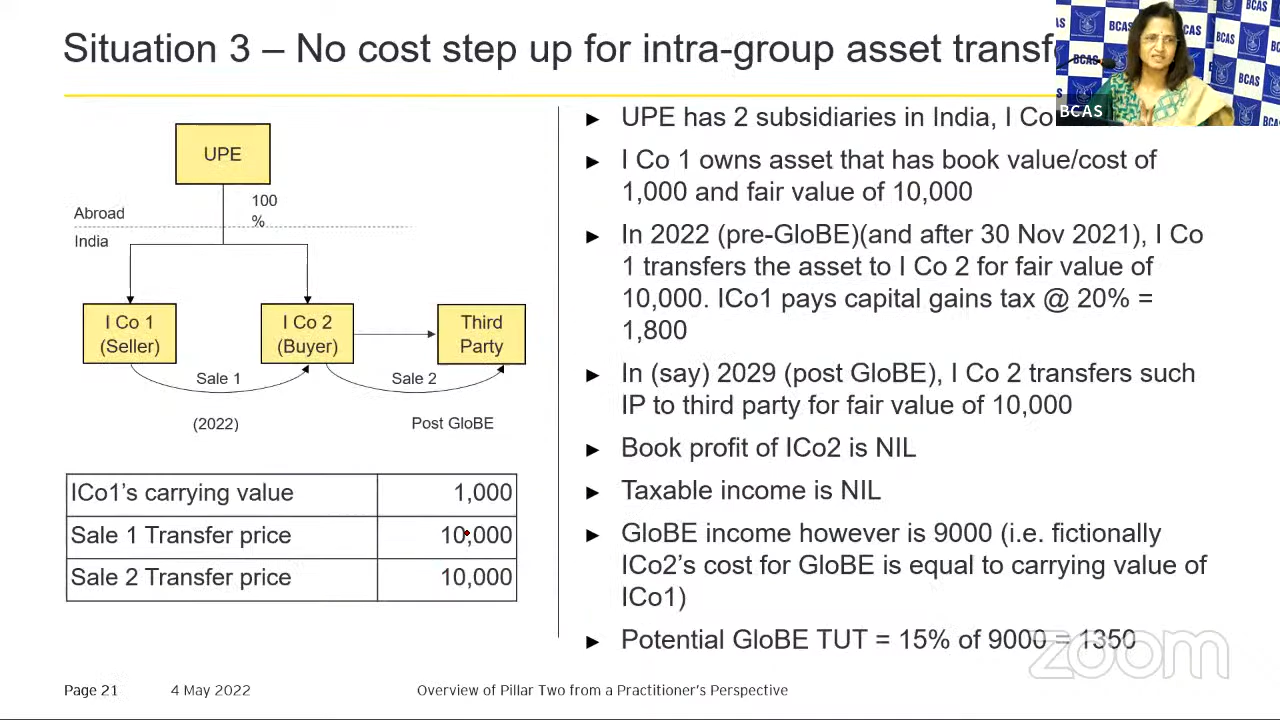 Situation 3 – No cost step up for intra-group asset transf
UPE
100
%
Abroad
India
I Co 1
(Seller)
I Co 2
(Buyer)
Third
Party
Sale 1
Sale 2
(2022)
Post GloBE
ICo1's carrying value 1,000
Sale 1 Transfer price 10,000
Sale 2 Transfer price 10,000
► UPE has 2 subsidiaries in India, I Co
► I Co 1 owns asset that has book value/cost of
1,000 and fair value of 10,000
► In 2022 (pre-GloBE)(and after 30 Nov 2021), I Co
1 transfers the asset to I Co 2 for fair value of
10,000. ICo1 pays capital gains tax @ 20% =
1,800
► In (say) 2029 (post GloBE), I Co 2 transfers such
IP to third party for fair value of 10,000
► Book profit of ICo2 is NIL
► Taxable income is NIL
► GloBE income however is 9000 (i.e. fictionally
ICo2's cost for GloBE is equal to carrying value of
ICo1)
► Potential GloBE TUT = 15% of 9000 = 1350
Page 21 4 May 2022 Overview of Pillar Two from a Practitioner's Perspective
zoom
BCAS
BCAS
BCAS
BCAS
BCAS
BCAS